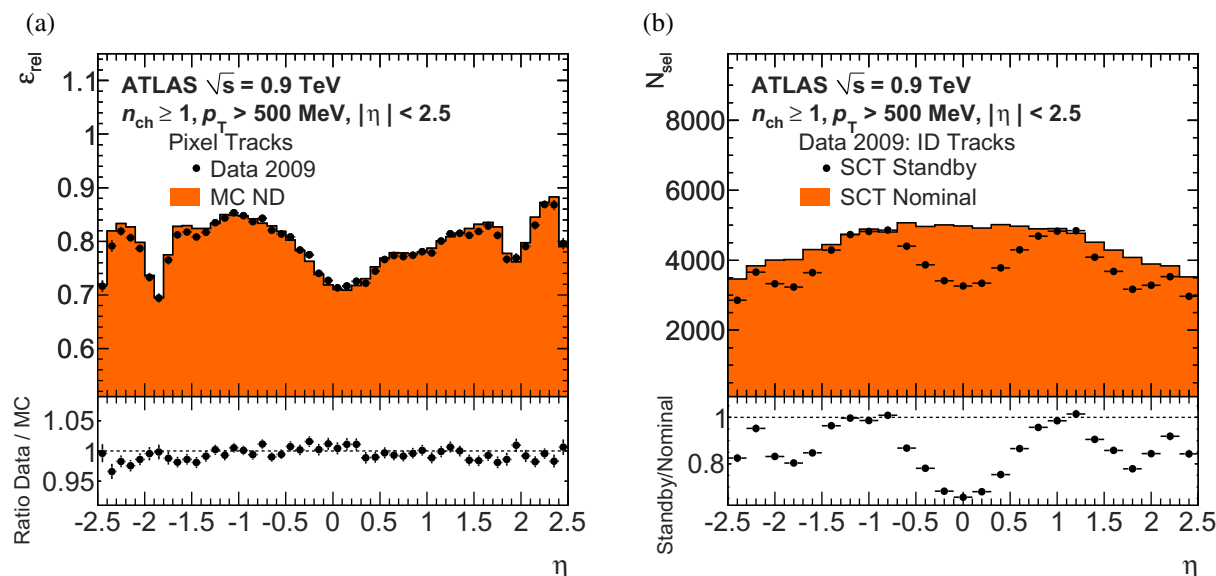 (a)
ε_rel
1.1
1
0.9
0.8
0.7
0.6
ATLAS √s = 0.9 TeV
n_ch ≥ 1, p_T > 500 MeV, |η| < 2.5
Pixel Tracks
Data 2009
MC ND
Ratio Data / MC
1.05
1
0.95
-2.5 -2 -1.5 -1 -0.5 0 0.5 1 1.5 2 2.5
η
(b)
N_sel
8000
6000
4000
2000
ATLAS √s = 0.9 TeV
n_ch ≥ 1, p_T > 500 MeV, |η| < 2.5
Data 2009: ID Tracks
SCT Standby
SCT Nominal
Standby/Nominal
1
0.8
-2.5 -2 -1.5 -1 -0.5 0 0.5 1 1.5 2 2.5
η